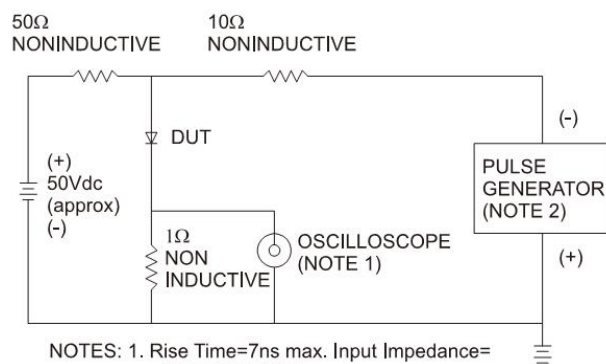 50Ω
NONINDUCTIVE
10Ω
NONINDUCTIVE
DUT
(+)
50Vdc
(approx)
(-)
1Ω
NON
INDUCTIVE
OSCILLOSCOPE
(NOTE 1)
(-)
PULSE
GENERATOR
(NOTE 2)
(+)
NOTES: 1. Rise Time=7ns max. Input Impedance=